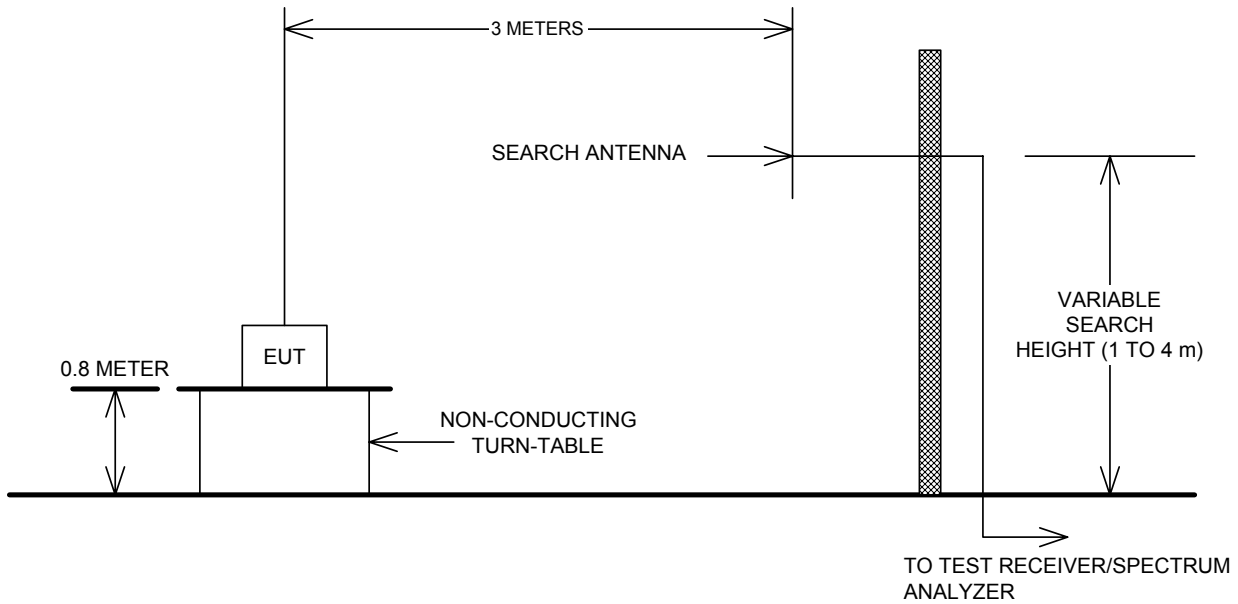 3 METERS
SEARCH ANTENNA
VARIABLE
SEARCH
HEIGHT (1 TO 4 m)
EUT
0.8 METER
NON-CONDUCTING
TURN-TABLE
TO TEST RECEIVER/SPECTRUM
ANALYZER